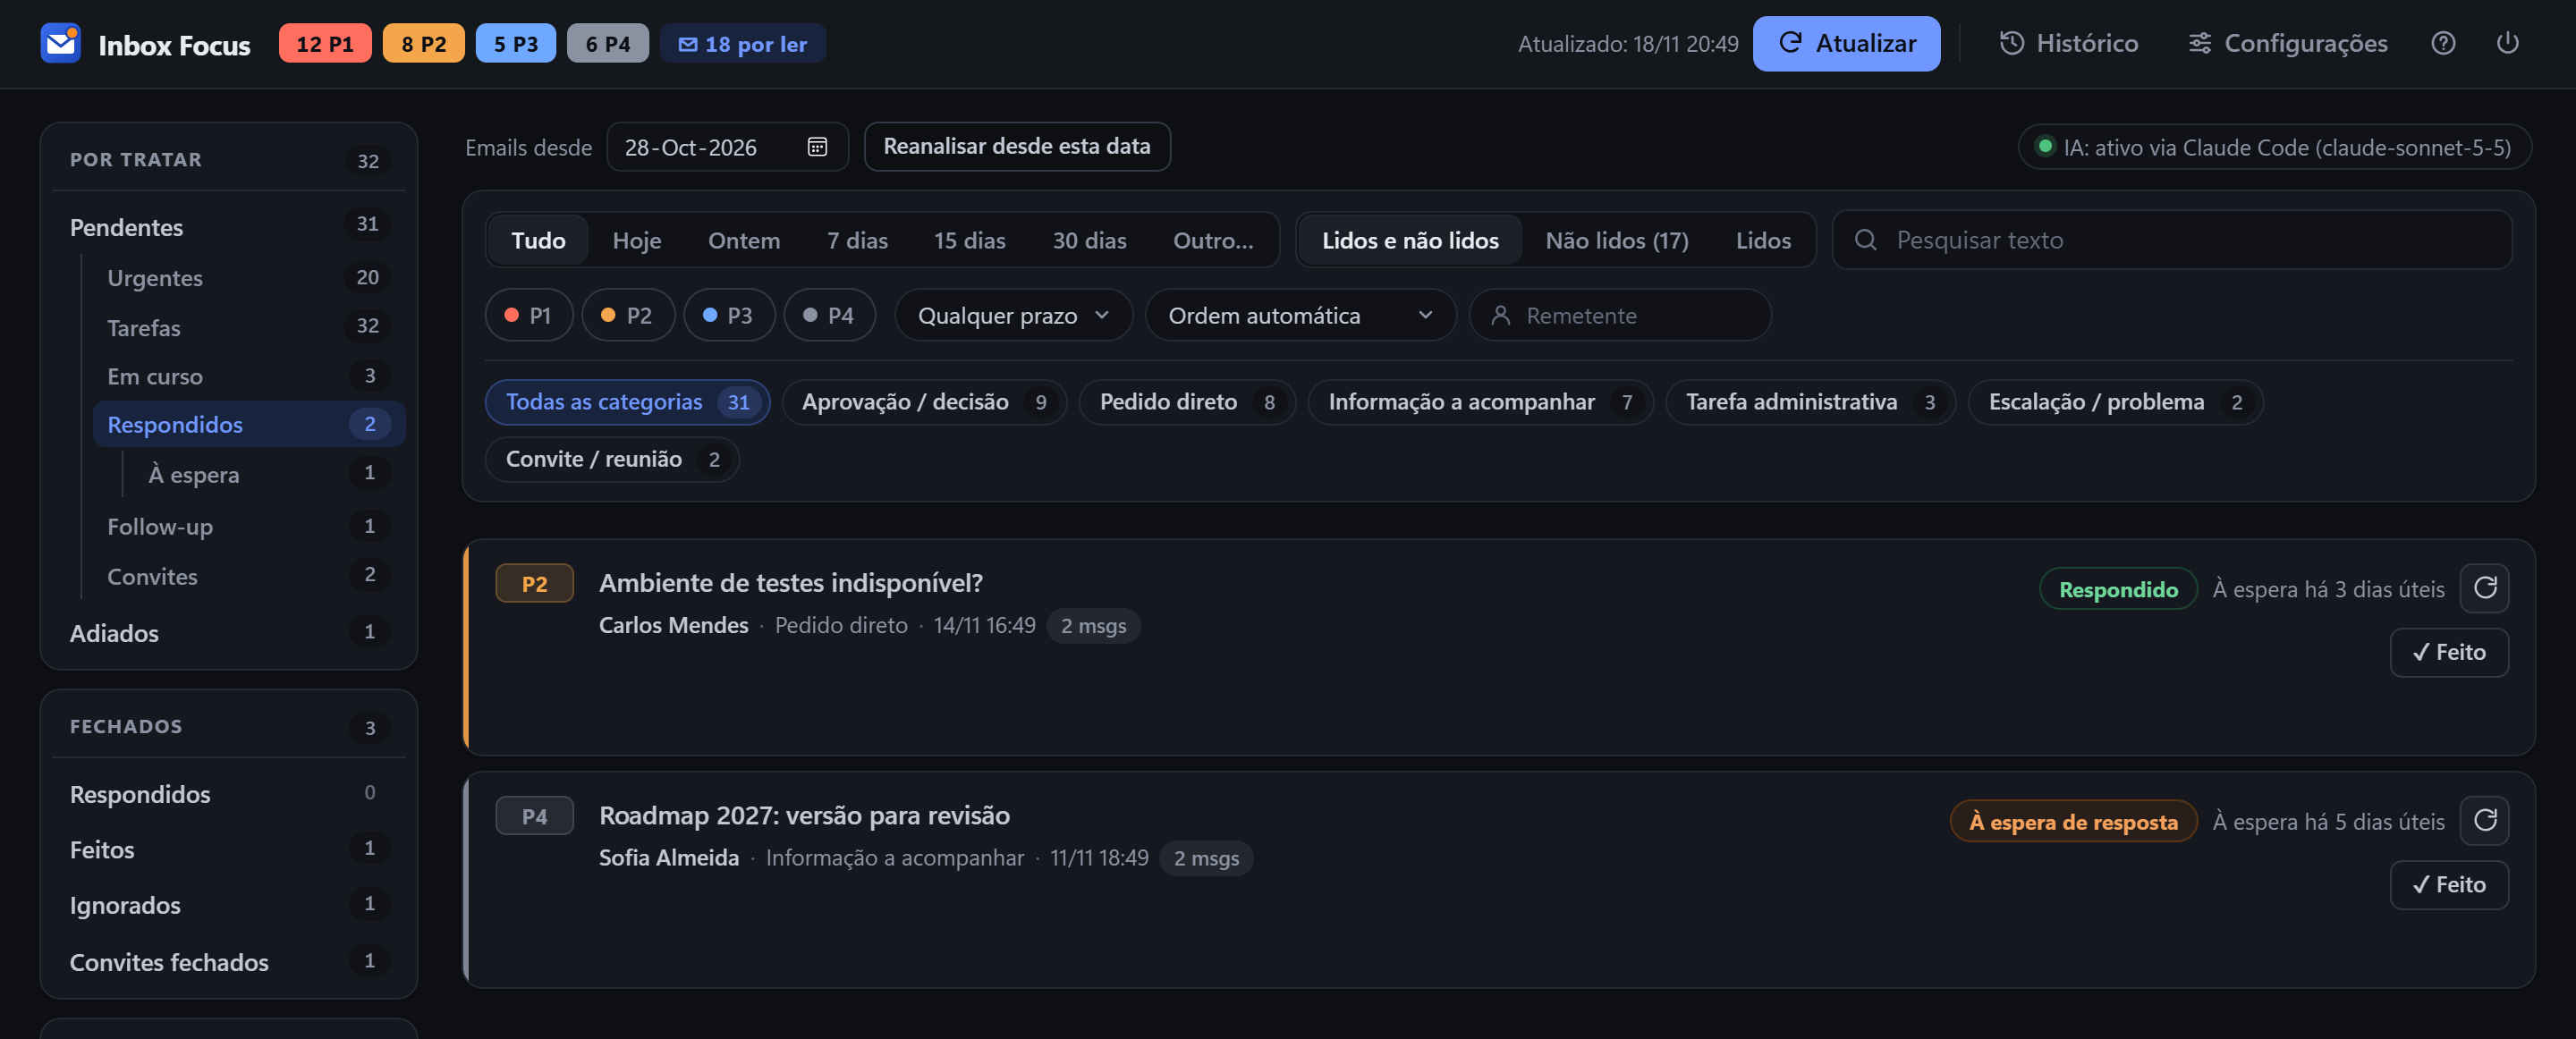 Inbox Focus 12 P1 8 P2 5 P3 6 P4 18 por ler Atualizado: 18/11 20:49 Atualizar Histórico Configurações
POR TRATAR 32
Pendentes 31
Urgentes 20
Tarefas 32
Em curso 3
Respondidos 2
À espera 1
Follow-up 1
Convites 2
Adiados 1
FECHADOS 3
Respondidos 0
Feitos 1
Ignorados 1
Convites fechados 1
Emails desde 28-Oct-2026 Reanalisar desde esta data IA: ativo via Claude Code (claude-sonnet-5-5)
Tudo Hoje Ontem 7 dias 15 dias 30 dias Outro... Lidos e não lidos Não lidos (17) Lidos Pesquisar texto
P1 P2 P3 P4 Qualquer prazo Ordem automática Remetente
Todas as categorias 31 Aprovação / decisão 9 Pedido direto 8 Informação a acompanhar 7 Tarefa administrativa 3 Escalação / problema 2
Convite / reunião 2
P2 Ambiente de testes indisponível? Respondido À espera há 3 dias úteis
Carlos Mendes · Pedido direto · 14/11 16:49 2 msgs
✓ Feito
P4 Roadmap 2027: versão para revisão À espera de resposta À espera há 5 dias úteis
Sofia Almeida · Informação a acompanhar · 11/11 18:49 2 msgs
✓ Feito